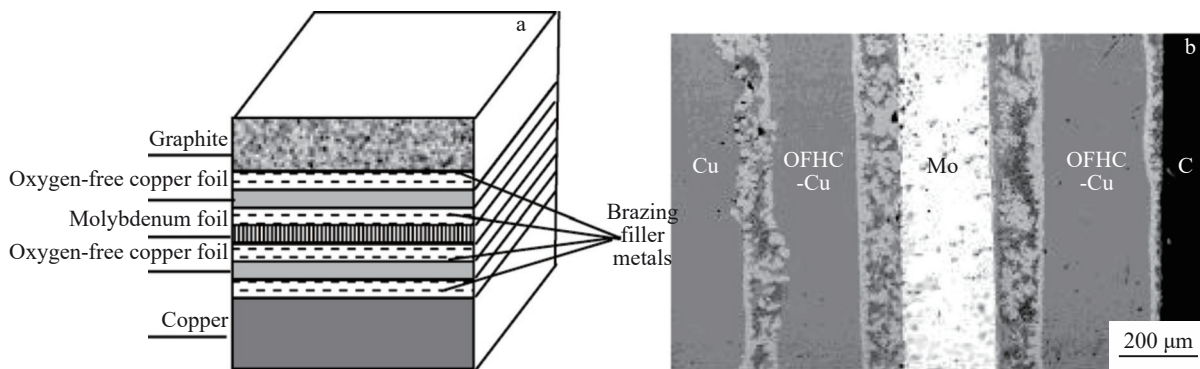 a
Graphite
Oxygen-free copper foil
Molybdenum foil
Oxygen-free copper foil
Copper
Brazing
filler
metals
b
Cu
OFHC
-Cu
Mo
OFHC
-Cu
C
200 μm